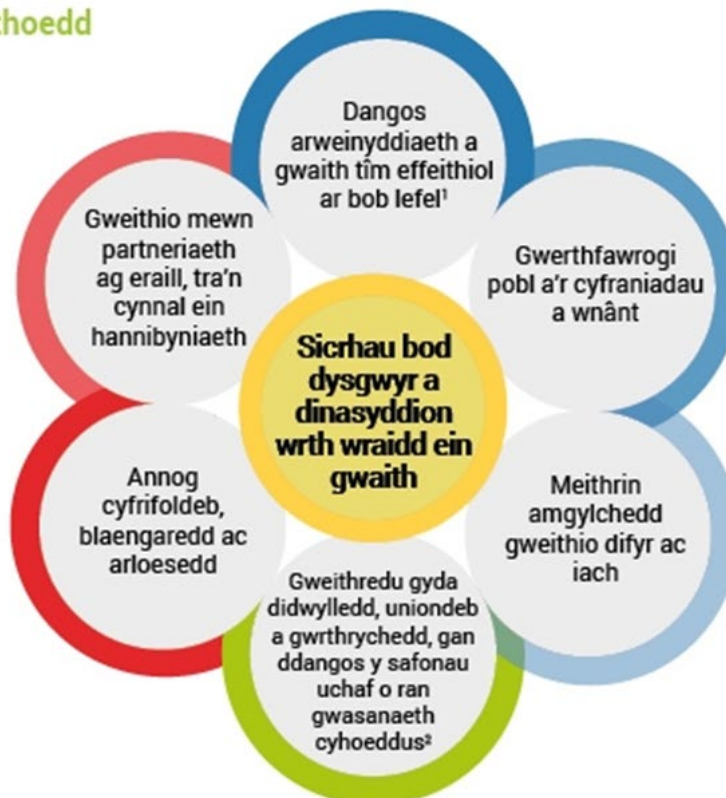 Dangos
arweinyddiaeth a
gwaith tîm effeithiol
ar bob lefel¹
Gwerthfawrogi
pobl a'r cyfraniadau
a wnânt
Meithrin
amgylchedd
gweithio difyr ac
iach
Gweithredu gyda
didwylledd, uniondeb
a gwrthrychedd, gan
ddangos y safonau
uchaf o ran
gwasanaeth
cyhoeddus²
Annog
cyfrifoldeb,
blaengaredd ac
arloesedd
Gweithio mewn
partneriaeth
ag eraill, tra'n
cynnal ein
hannibyniaeth
Sicrhau bod
dysgwyr a
dinasyddion
wrth wraidd ein
gwaith